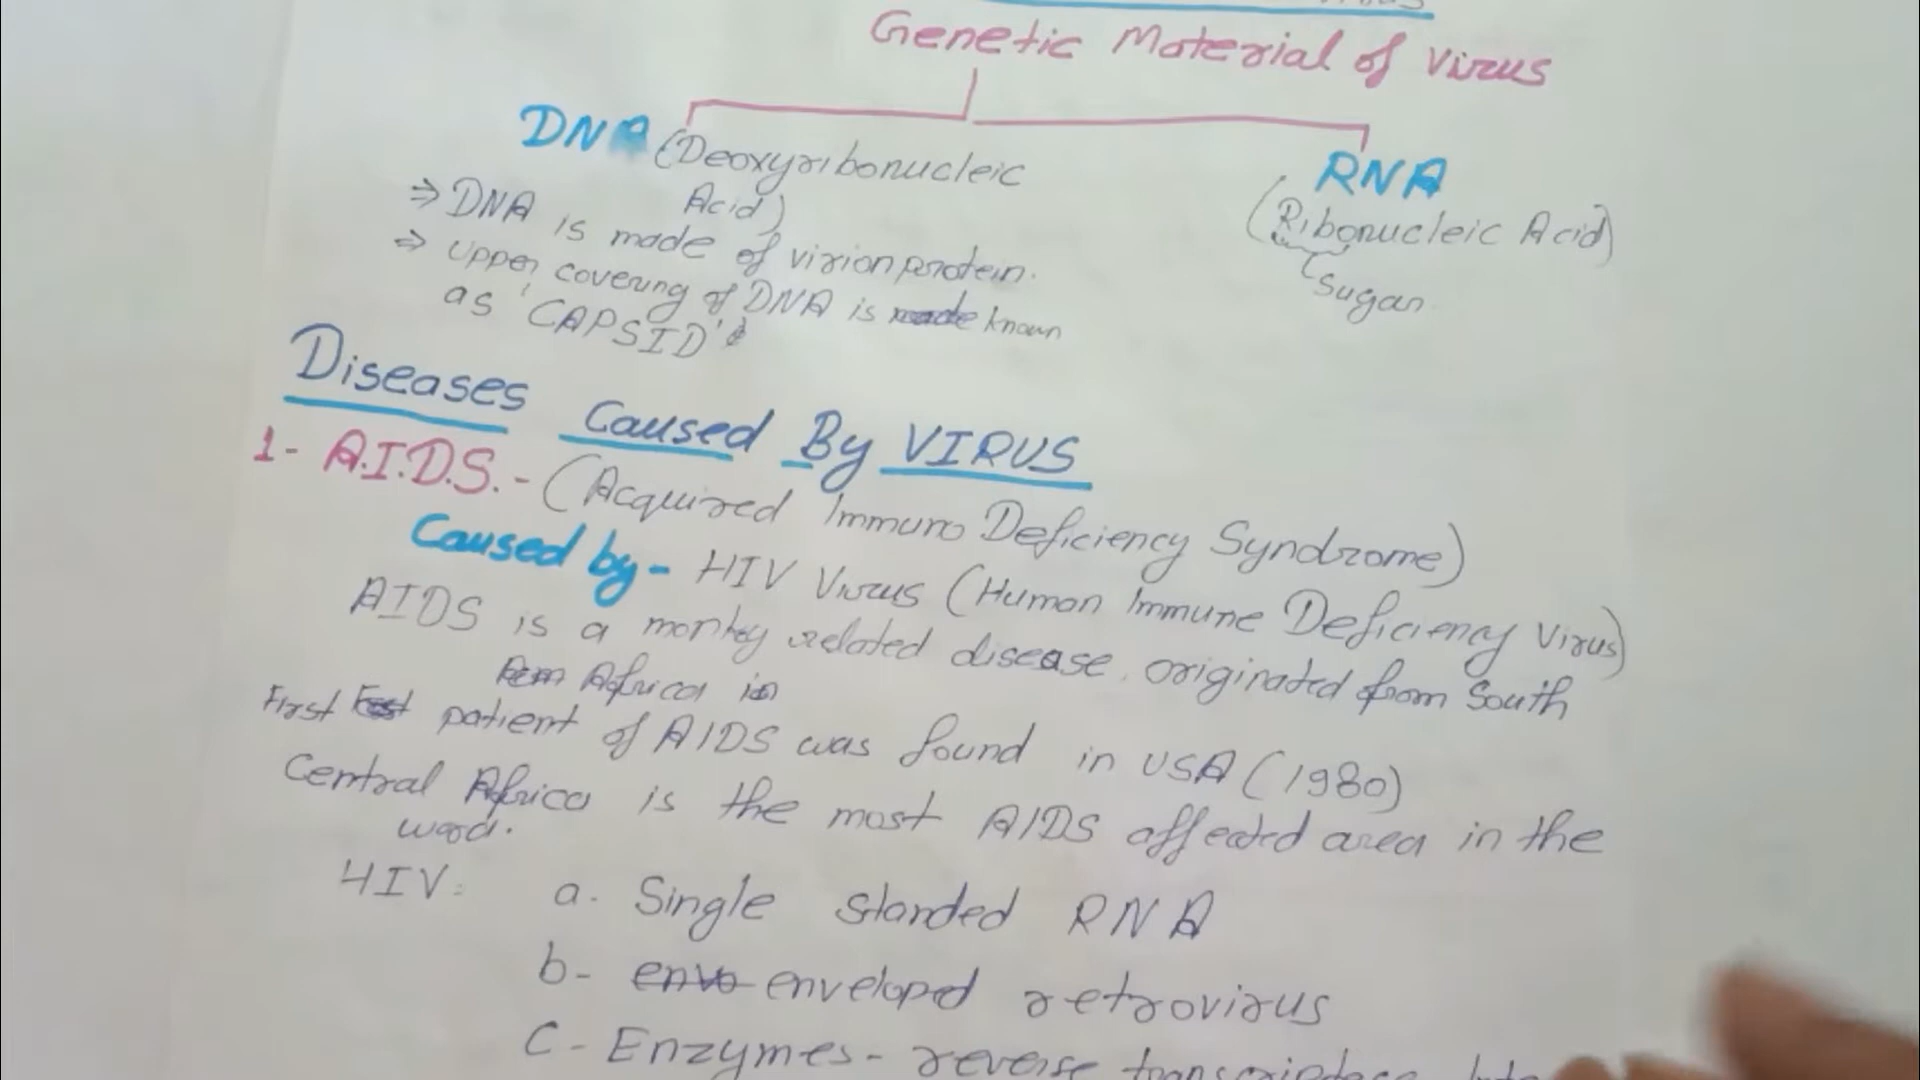 Genetic Material of Virus
DNA (Deoxyribonucleic Acid)
RNA
(Ribonucleic Acid)
Sugar
⇒ DNA is made of virion protein.
⇒ Upper covering of DNA is made known
as 'CAPSID'
Diseases Caused By VIRUS
1- A.I.D.S. - (Acquired Immuno Deficiency Syndrome)
Caused by - HIV Virus (Human Immune Deficiency Virus)
AIDS is a monkey related disease, originated from South
Africa in
First patient of AIDS was found in USA (1980)
Central Africa is the most AIDS affected area in the
HIV: a. Single standed RNA
b- envo enveloped retrovirus
C- Enzymes- reverse